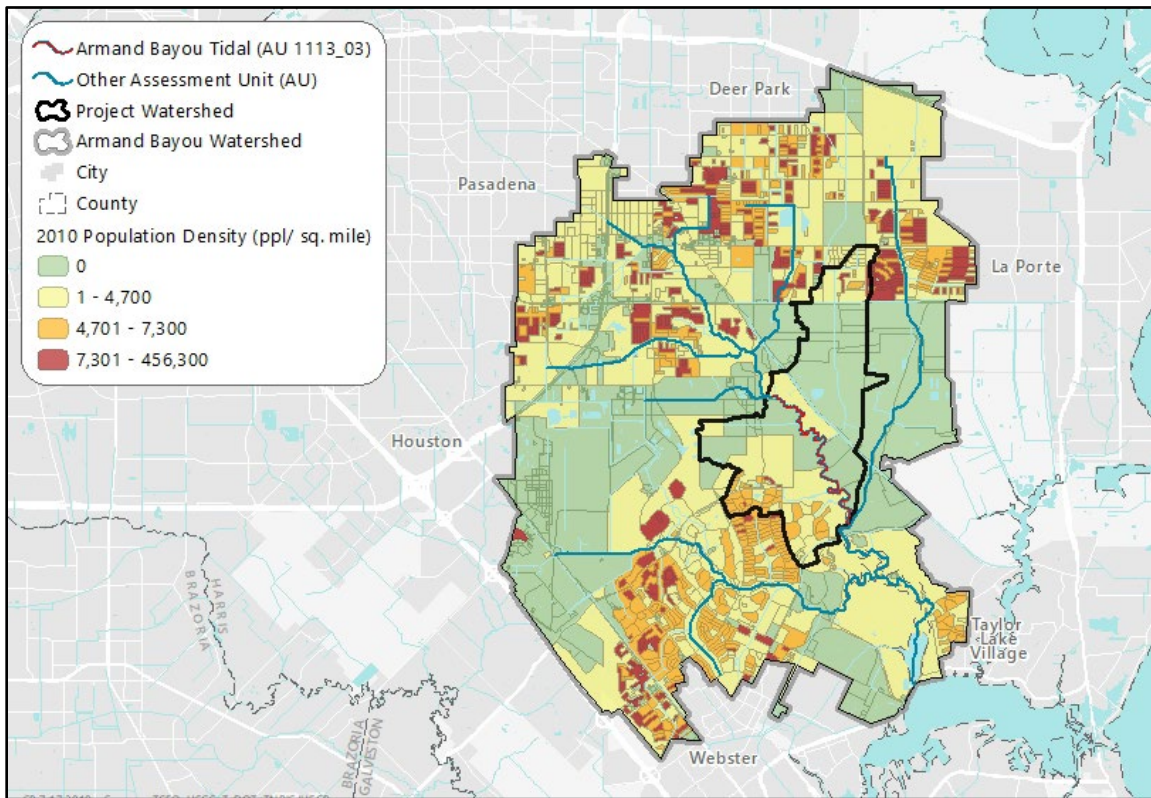 Armand Bayou Tidal (AU 1113_03)
Other Assessment Unit (AU)
Project Watershed
Armand Bayou Watershed
City
County
2010 Population Density (ppl/ sq. mile)
0
1 - 4,700
4,701 - 7,300
7,301 - 456,300
Deer Park
Pasadena
La Porte
Houston
HARRIS
BRAZORIA
Taylor
Lake
Village
BRAZORIA
GALVESTON
Webster